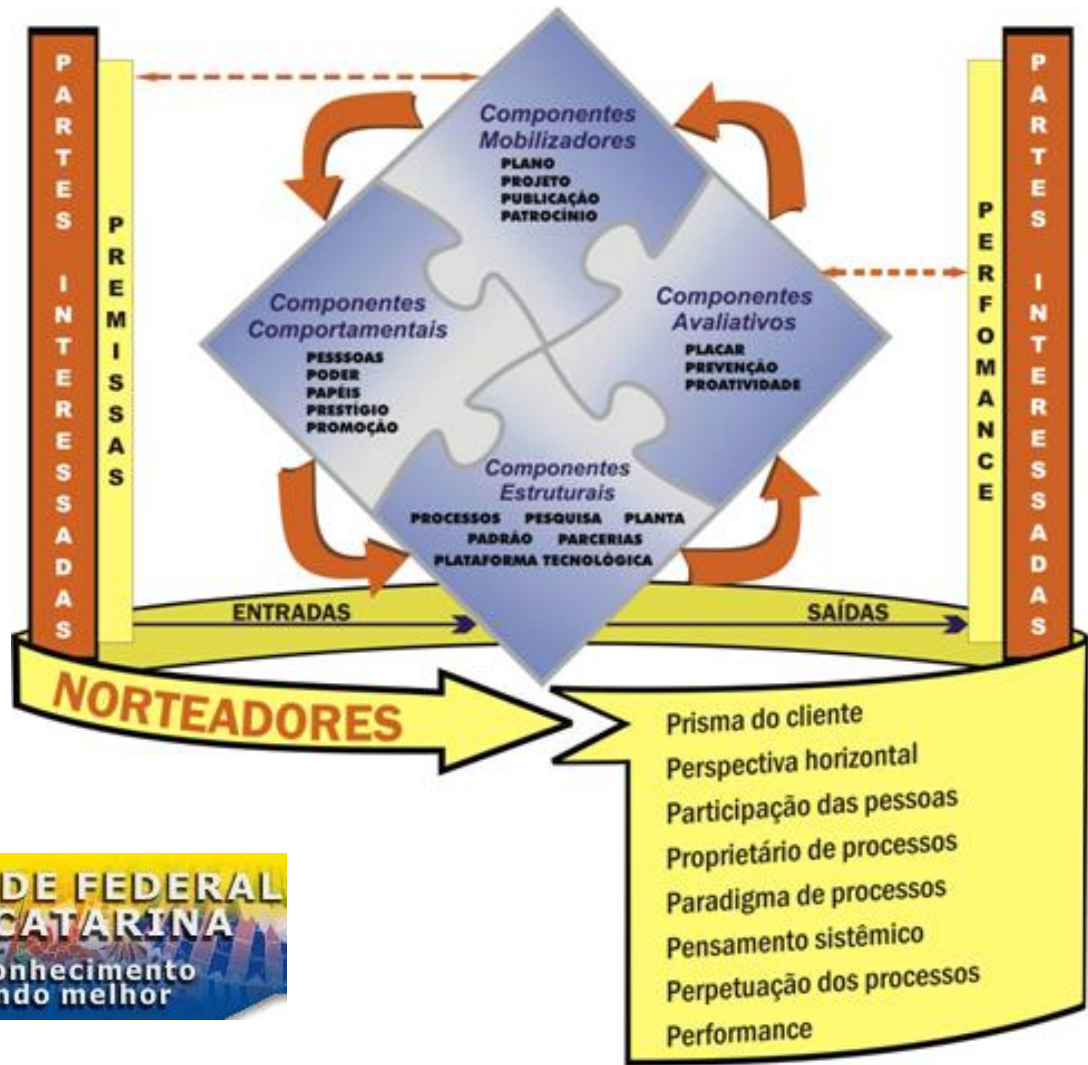 PARTES INTERESSADAS
PREMISSAS
Componentes
Mobilizadores
PLANO
PROJETO
PUBLICAÇÃO
PATROCÍNIO
Componentes
Comportamentais
PESSSOAS
PODER
PAPÉIS
PRESTÍGIO
PROMOÇÃO
Componentes
Avaliativos
PLACAR
PREVENÇÃO
PROATIVIDADE
Componentes
Estruturais
PROCESSOS PESQUISA PLANTA
PADRÃO PARCERIAS
PLATAFORMA TECNOLÓGICA
PERFOMANCE
PARTES INTERESSADAS
ENTRADAS
SAÍDAS
NORTEADORES
Prisma do cliente
Perspectiva horizontal
Participação das pessoas
Proprietário de processos
Paradigma de processos
Pensamento sistêmico
Perpetuação dos processos
Performance
DE FEDERAL
CATARINA
onhecimento
ndo melhor